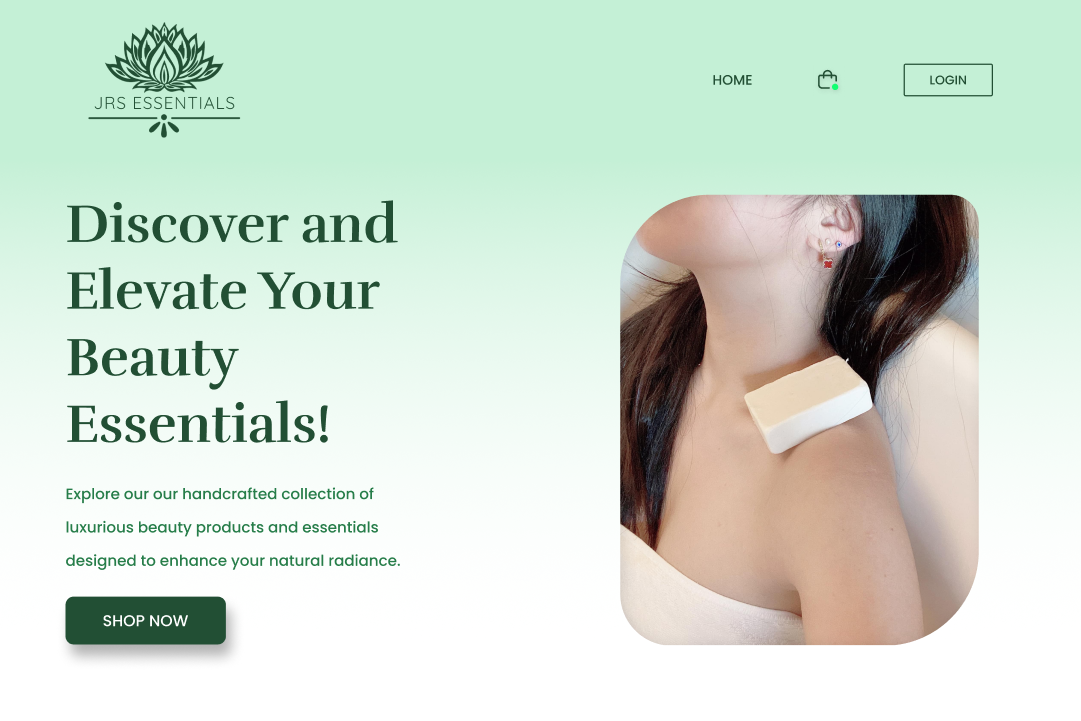 JRS ESSENTIALS
HOME
LOGIN
Discover and
Elevate Your
Beauty
Essentials!
Explore our our handcrafted collection of
luxurious beauty products and essentials
designed to enhance your natural radiance.
SHOP NOW